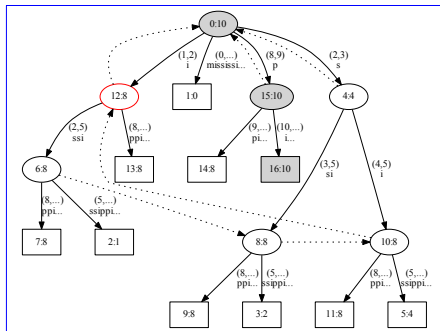 0:10
(1,2)
i
(0,...)
mississi...
(8,9)
p
(2,3)
s
12:8
1:0
15:10
4:4
(2,5)
ssi
(8,...)
ppi...
(9,...)
pi...
(10,...)
i...
(3,5)
si
(4,5)
i
6:8
13:8
14:8
16:10
(8,...)
ppi...
(5,...)
ssippi...
7:8
2:1
8:8
10:8
(8,...)
ppi...
(5,...)
ssippi...
(8,...)
ppi...
(5,...)
ssippi...
9:8
3:2
11:8
5:4